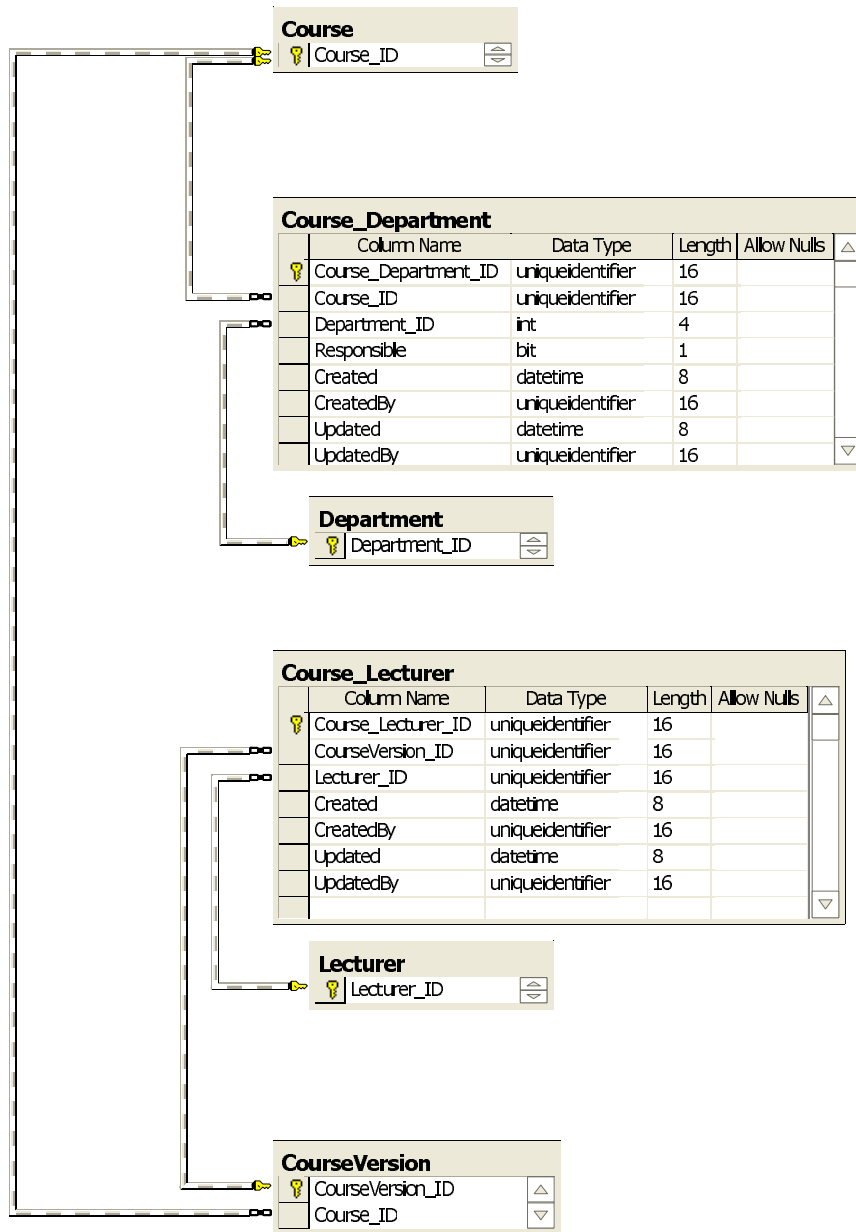 Course
Course_ID
Course_Department
Column Name Data Type Length Allow Nulls
Course_Department_ID uniqueidentifier 16
Course_ID uniqueidentifier 16
Department_ID int 4
Responsible bit 1
Created datetime 8
CreatedBy uniqueidentifier 16
Updated datetime 8
UpdatedBy uniqueidentifier 16
Department
Department_ID
Course_Lecturer
Column Name Data Type Length Allow Nulls
Course_Lecturer_ID uniqueidentifier 16
CourseVersion_ID uniqueidentifier 16
Lecturer_ID uniqueidentifier 16
Created datetime 8
CreatedBy uniqueidentifier 16
Updated datetime 8
UpdatedBy uniqueidentifier 16
Lecturer
Lecturer_ID
CourseVersion
CourseVersion_ID
Course_ID